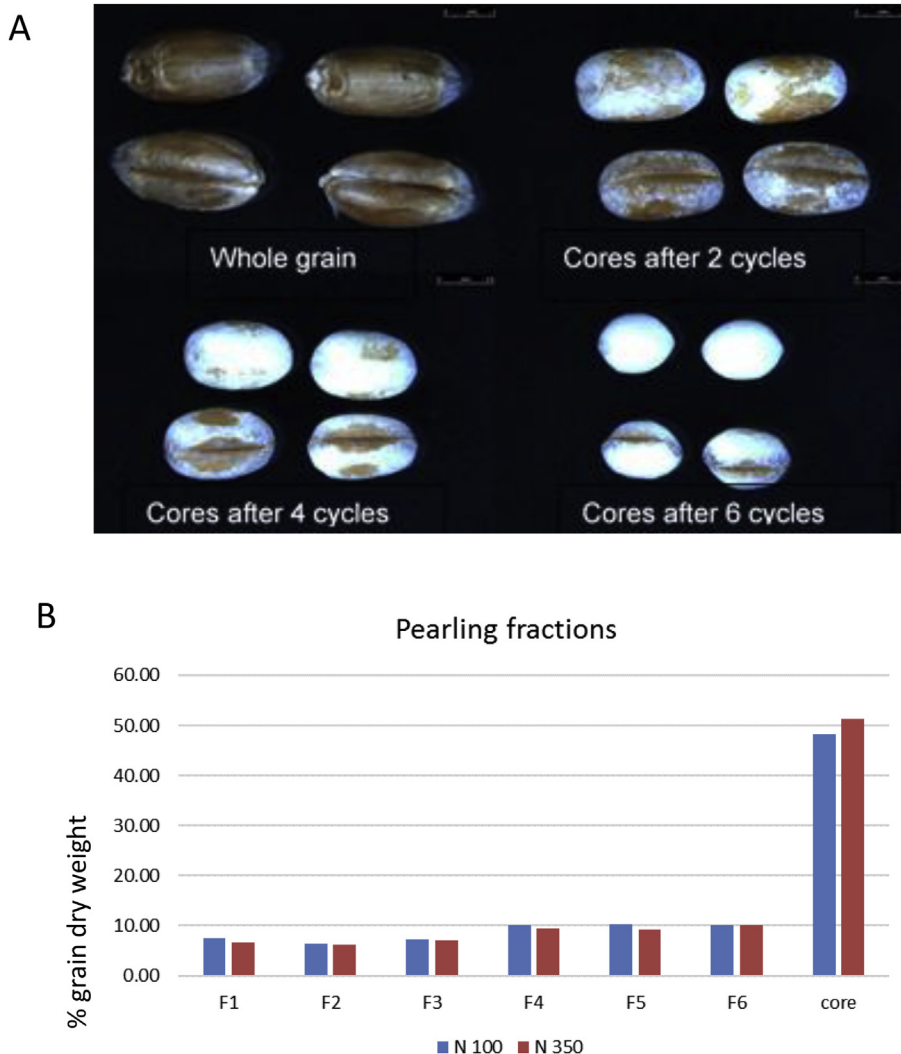 A
Whole grain
Cores after 2 cycles
Cores after 4 cycles
Cores after 6 cycles
B
Pearling fractions
60.00
50.00
40.00
30.00
20.00
10.00
0.00
% grain dry weight
F1 F2 F3 F4 F5 F6 core
N 100 N 350